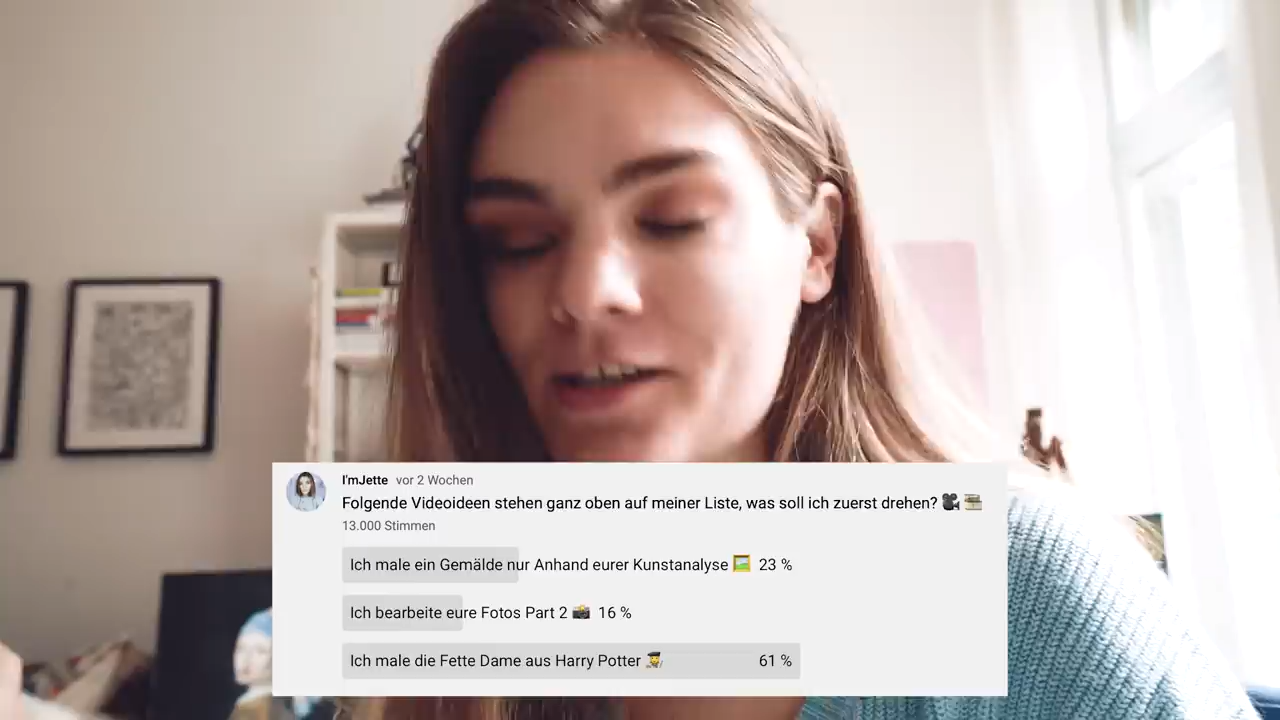 I'mJette vor 2 Wochen
Folgende Videoideen stehen ganz oben auf meiner Liste, was soll ich zuerst drehen? 🎥 📼
13.000 Stimmen
Ich male ein Gemälde nur Anhand eurer Kunstanalyse 🖼️ 23 %
Ich bearbeite eure Fotos Part 2 📸 16 %
Ich male die Fette Dame aus Harry Potter 👩‍🎨 61 %